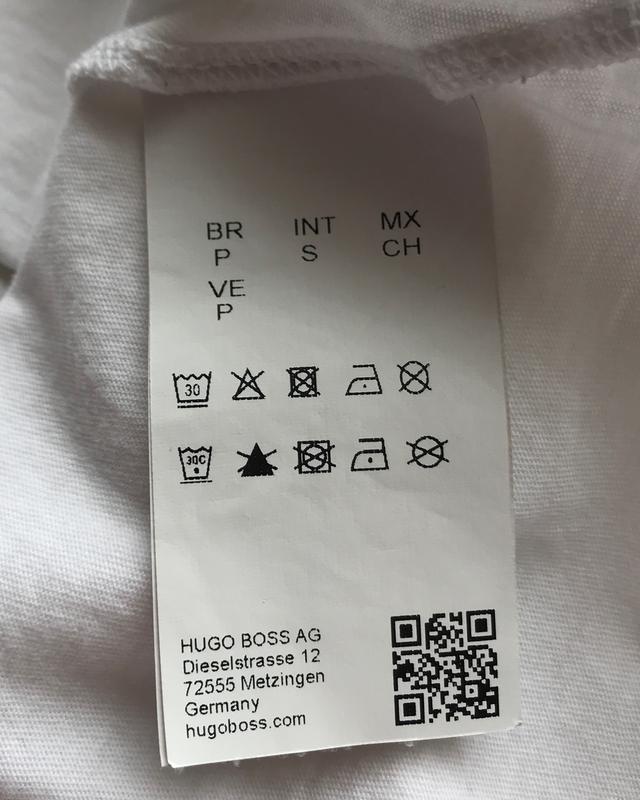 BR INT MX
P S CH
VE
P
30
30C
HUGO BOSS AG
Dieselstrasse 12
72555 Metzingen
Germany
hugoboss.com